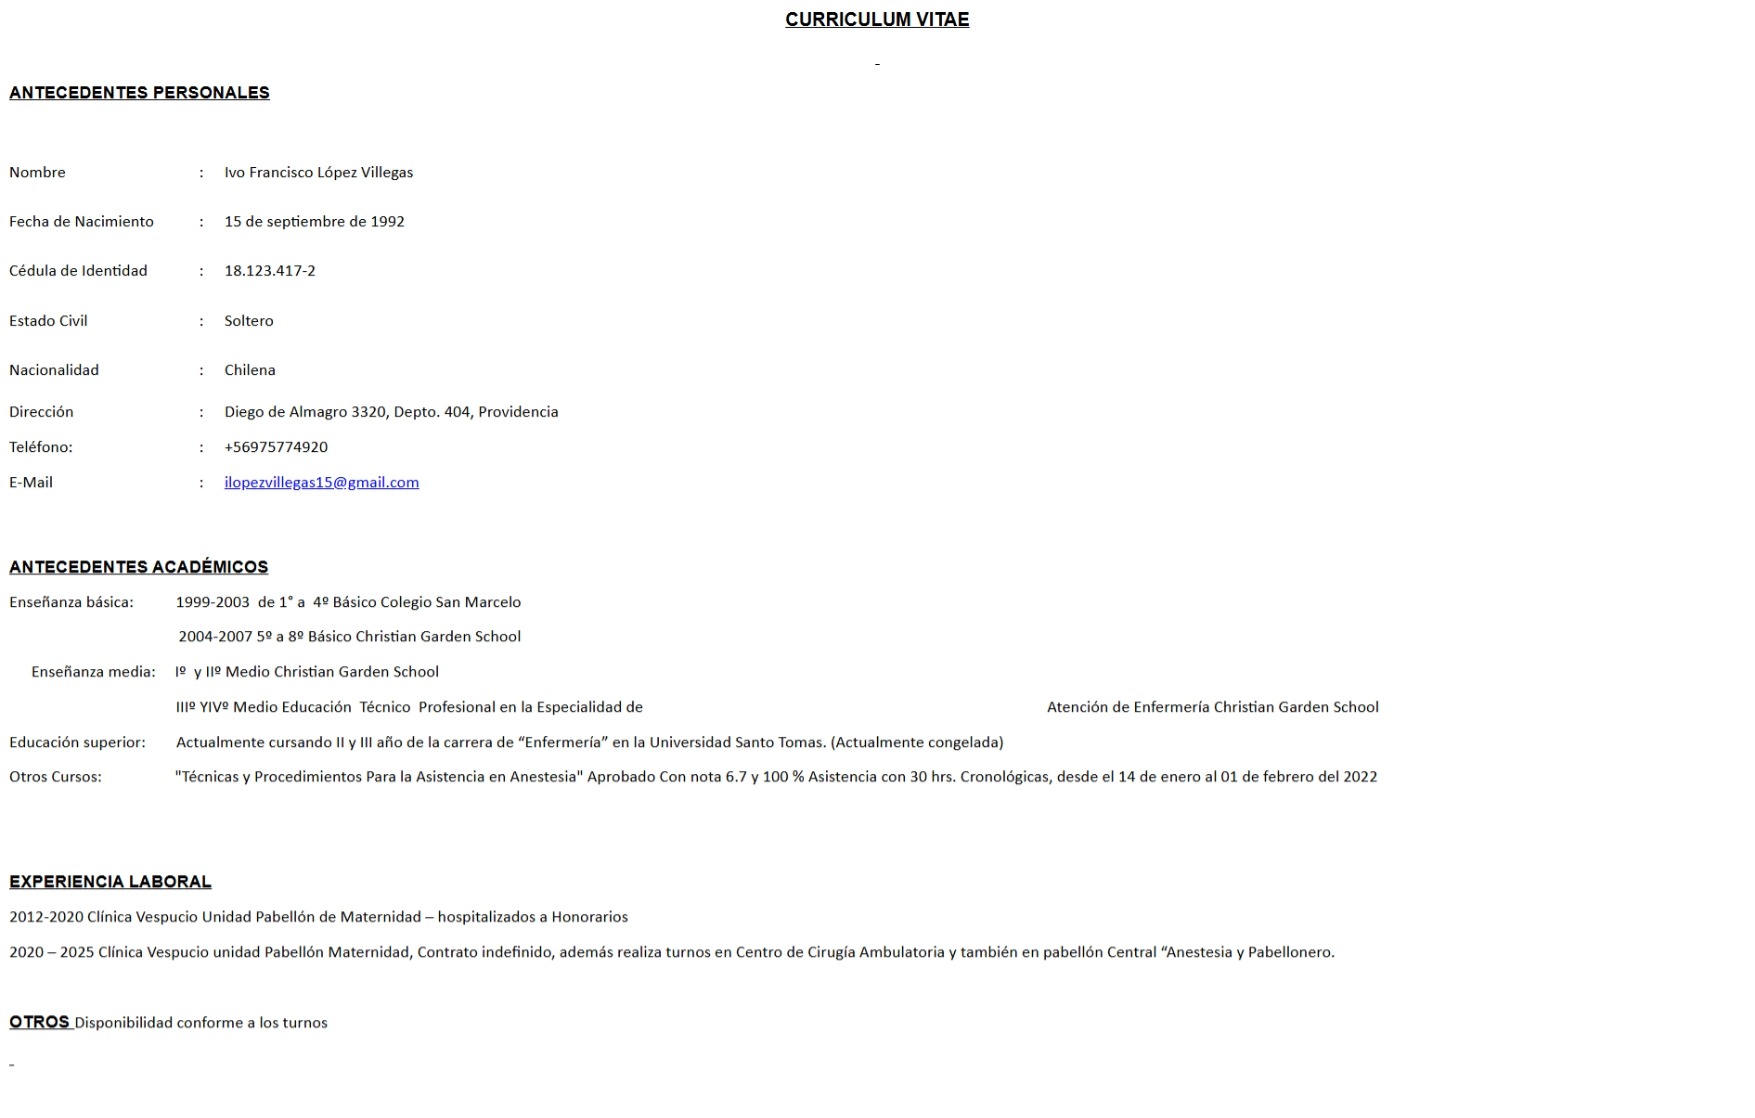 CURRICULUM VITAE
ANTECEDENTES PERSONALES
Nombre : Ivo Francisco López Villegas
Fecha de Nacimiento : 15 de septiembre de 1992
Cédula de Identidad : 18.123.417-2
Estado Civil : Soltero
Nacionalidad : Chilena
Dirección : Diego de Almagro 3320, Depto. 404, Providencia
Teléfono: : +56975774920
E-Mail : ilopezvillegas15@gmail.com
ANTECEDENTES ACADÉMICOS
Enseñanza básica: 1999-2003 de 1° a 4º Básico Colegio San Marcelo
2004-2007 5º a 8º Básico Christian Garden School
Enseñanza media: Iº y IIº Medio Christian Garden School
IIIº YIVº Medio Educación Técnico Profesional en la Especialidad de Atención de Enfermería Christian Garden School
Educación superior: Actualmente cursando II y III año de la carrera de “Enfermería” en la Universidad Santo Tomas. (Actualmente congelada)
Otros Cursos: "Técnicas y Procedimientos Para la Asistencia en Anestesia" Aprobado Con nota 6.7 y 100 % Asistencia con 30 hrs. Cronológicas, desde el 14 de enero al 01 de febrero del 2022
EXPERIENCIA LABORAL
2012-2020 Clínica Vespucio Unidad Pabellón de Maternidad – hospitalizados a Honorarios
2020 – 2025 Clínica Vespucio unidad Pabellón Maternidad, Contrato indefinido, además realiza turnos en Centro de Cirugía Ambulatoria y también en pabellón Central “Anestesia y Pabellonero.
OTROS Disponibilidad conforme a los turnos